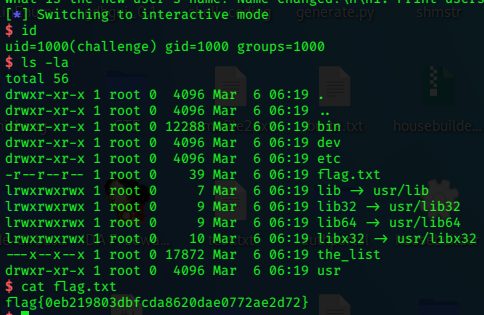 What is the new user's name: Name changed.\n\n1. Print users
[*] Switching to interactive mode
$ id
uid=1000(challenge) gid=1000 groups=1000
$ ls -la
total 56
drwxr-xr-x 1 root 0  4096 Mar  6 06:19 .
drwxr-xr-x 1 root 0  4096 Mar  6 06:19 ..
drwxr-xr-x 1 root 0 12288 Mar  6 06:19 bin
drwxr-xr-x 1 root 0  4096 Mar  6 06:19 dev
drwxr-xr-x 1 root 0  4096 Mar  6 06:19 etc
-r--r--r-- 1 root 0    39 Mar  6 06:19 flag.txt
lrwxrwxrwx 1 root 0     7 Mar  6 06:19 lib -> usr/lib
lrwxrwxrwx 1 root 0     9 Mar  6 06:19 lib32 -> usr/lib32
lrwxrwxrwx 1 root 0     9 Mar  6 06:19 lib64 -> usr/lib64
lrwxrwxrwx 1 root 0    10 Mar  6 06:19 libx32 -> usr/libx32
---x--x--x 1 root 0 17872 Mar  6 06:19 the_list
drwxr-xr-x 1 root 0  4096 Mar  6 06:19 usr
$ cat flag.txt
flag{0eb219803dbfcda8620dae0772ae2d72}
$
generate.py
shmstr
housebuilde...